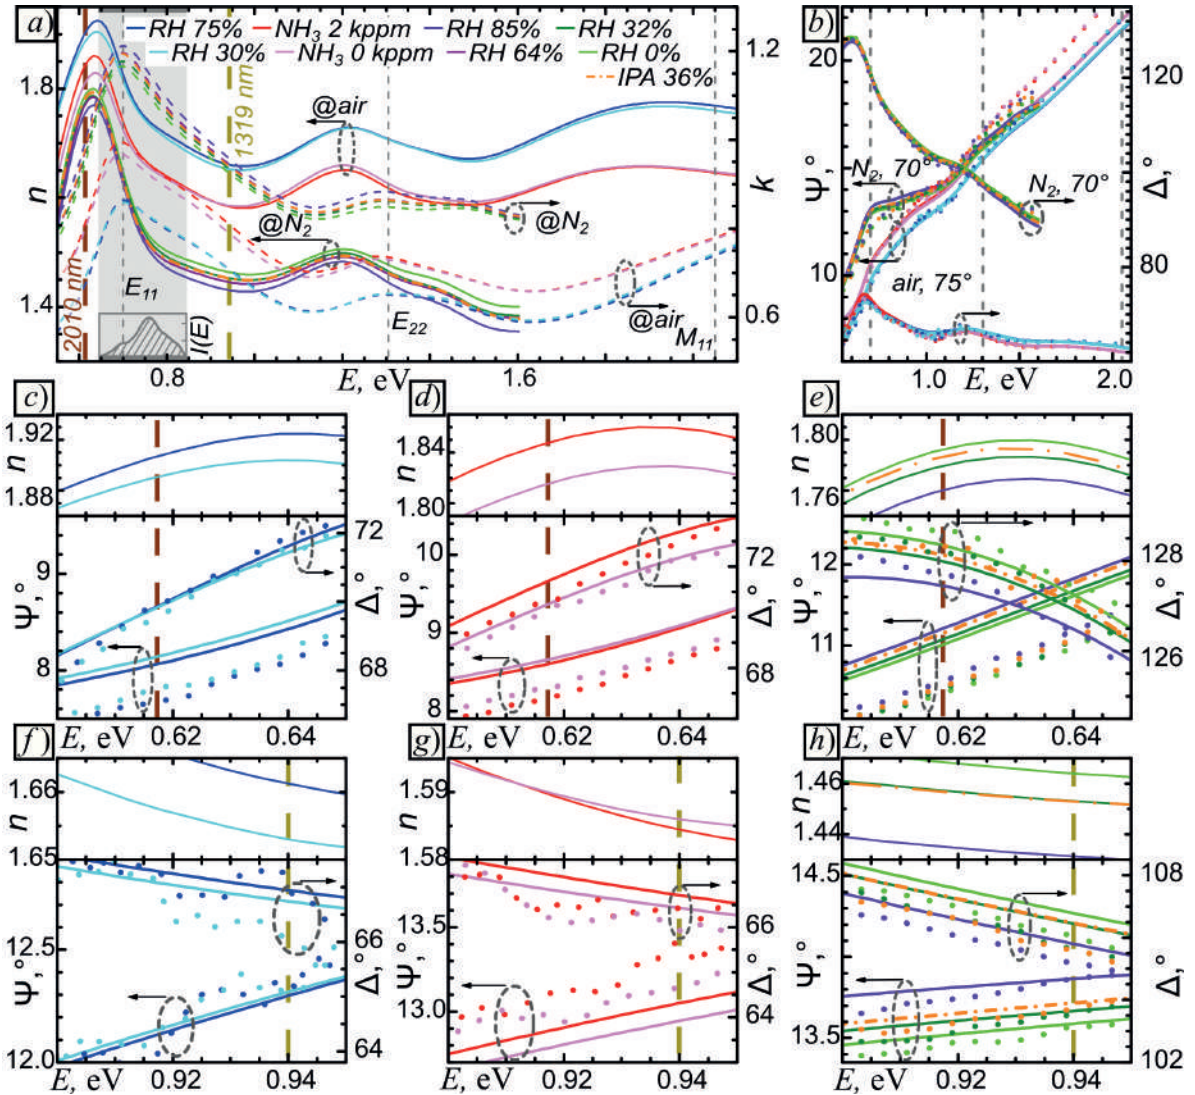 a)
RH 75%
NH₃ 2 kppm
RH 85%
RH 32%
RH 30%
NH₃ 0 kppm
RH 64%
RH 0%
IPA 36%
1.8
n
1.4
2010 nm
1319 nm
@air
@N₂
@N₂
@air
E₁₁
E₂₂
M₁₁
I(E)
1.2
k
0.6
0.8
E, eV
1.6
b)
20
Ψ,°
10
N₂, 70°
N₂, 70°
air, 75°
120
Δ,°
80
1.0
E, eV
2.0
c)
1.92
n
1.88
9
Ψ,°
8
72
Δ,°
68
E, eV
0.62
0.64
d)
1.84
n
1.80
10
Ψ,°
9
8
72
Δ,°
68
E, eV
0.62
0.64
e)
1.80
n
1.76
12
Ψ,°
11
128
Δ,°
126
E, eV
0.62
0.64
f)
1.66
n
1.65
12.5
Ψ,°
12.0
66
Δ,°
64
E, eV
0.92
0.94
g)
1.59
n
1.58
13.5
Ψ,°
13.0
66
Δ,°
64
E, eV
0.92
0.94
h)
1.46
n
1.44
14.5
Ψ,°
13.5
108
Δ,°
102
E, eV
0.92
0.94